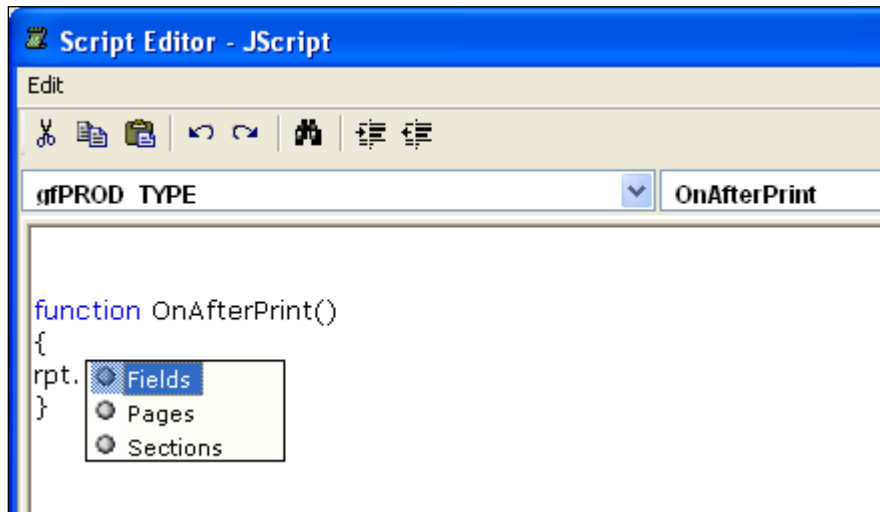 Script Editor - JScript
Edit
gfPROD_TYPE OnAfterPrint
function OnAfterPrint()
{
rpt. Fields
} Pages
Sections